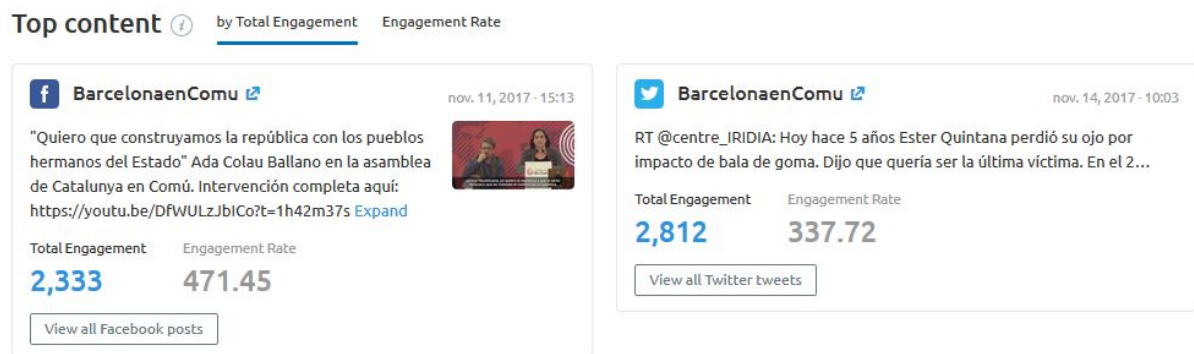 Top content i by Total Engagement Engagement Rate
BarcelonaenComu nov. 11, 2017 - 15:13
"Quiero que construyamos la república con los pueblos
hermanos del Estado" Ada Colau Ballano en la asamblea
de Catalunya en Comú. Intervención completa aquí:
https://youtu.be/DfWULzJbICo?t=1h42m37s Expand
Total Engagement Engagement Rate
2,333 471.45
View all Facebook posts
BarcelonaenComu nov. 14, 2017 - 10:03
RT @centre_IRIDIA: Hoy hace 5 años Ester Quintana perdió su ojo por
impacto de bala de goma. Dijo que quería ser la última víctima. En el 2...
Total Engagement Engagement Rate
2,812 337.72
View all Twitter tweets